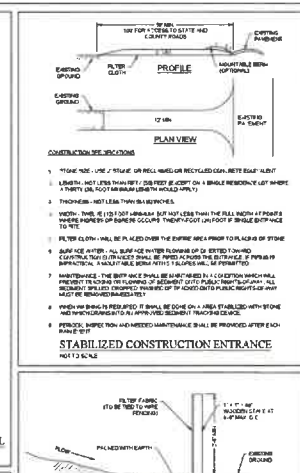 50' MIN.
100' FOR ACCESS TO STATE AND
COUNTY ROADS
EXISTING
PAVEMENT
EXISTING
GROUND
FILTER
CLOTH
PROFILE
MOUNTABLE BERM
(OPTIONAL)
EXISTING
GROUND
12' MIN.
EXISTING
PAVEMENT
PLAN VIEW
CONSTRUCTION SPECIFICATIONS
1 STONE SIZE - USE 2" STONE, OR RECLAIMED OR RECYCLED CONCRETE EQUIVALENT
2 LENGTH - NOT LESS THAN FIFTY (50) FEET (EXCEPT ON A SINGLE RESIDENCE LOT WHERE
A THIRTY (30) FOOT MINIMUM LENGTH WOULD APPLY)
3 THICKNESS - NOT LESS THAN SIX (6) INCHES.
4 WIDTH - TWELVE (12) FOOT MINIMUM, BUT NOT LESS THAN THE FULL WIDTH AT POINTS
WHERE INGRESS OR EGRESS OCCURS. TWENTY-FOUR (24) FOOT IF SINGLE ENTRANCE
TO SITE
5 FILTER CLOTH - WILL BE PLACED OVER THE ENTIRE AREA PRIOR TO PLACING OF STONE
6 SURFACE WATER - ALL SURFACE WATER FLOWING OR DIVERTED TOWARD
CONSTRUCTION ENTRANCES SHALL BE PIPED ACROSS THE ENTRANCE. IF PIPING IS
IMPRACTICAL, A MOUNTABLE BERM WITH 5:1 SLOPES WILL BE PERMITTED
7 MAINTENANCE - THE ENTRANCE SHALL BE MAINTAINED IN A CONDITION WHICH WILL
PREVENT TRACKING OR FLOWING OF SEDIMENT ONTO PUBLIC RIGHTS-OF-WAY, ALL
SEDIMENT SPILLED, DROPPED, WASHED OR TRACKED ONTO PUBLIC RIGHTS-OF-WAY
MUST BE REMOVED IMMEDIATELY
8 WHEN WASHING IS REQUIRED, IT SHALL BE DONE ON A AREA STABILIZED WITH STONE
AND WHICH DRAINS INTO AN APPROVED SEDIMENT TRAPPING DEVICE.
9 PERIODIC INSPECTION AND NEEDED MAINTENANCE SHALL BE PROVIDED AFTER EACH
RAIN EVENT
STABILIZED CONSTRUCTION ENTRANCE
NOT TO SCALE
FILTER FABRIC
(TO BE TIED TO WIRE
FENCING)
WOODEN STAKE AT
FLOW
PACKED WITH EARTH
EXISTING
GROUND